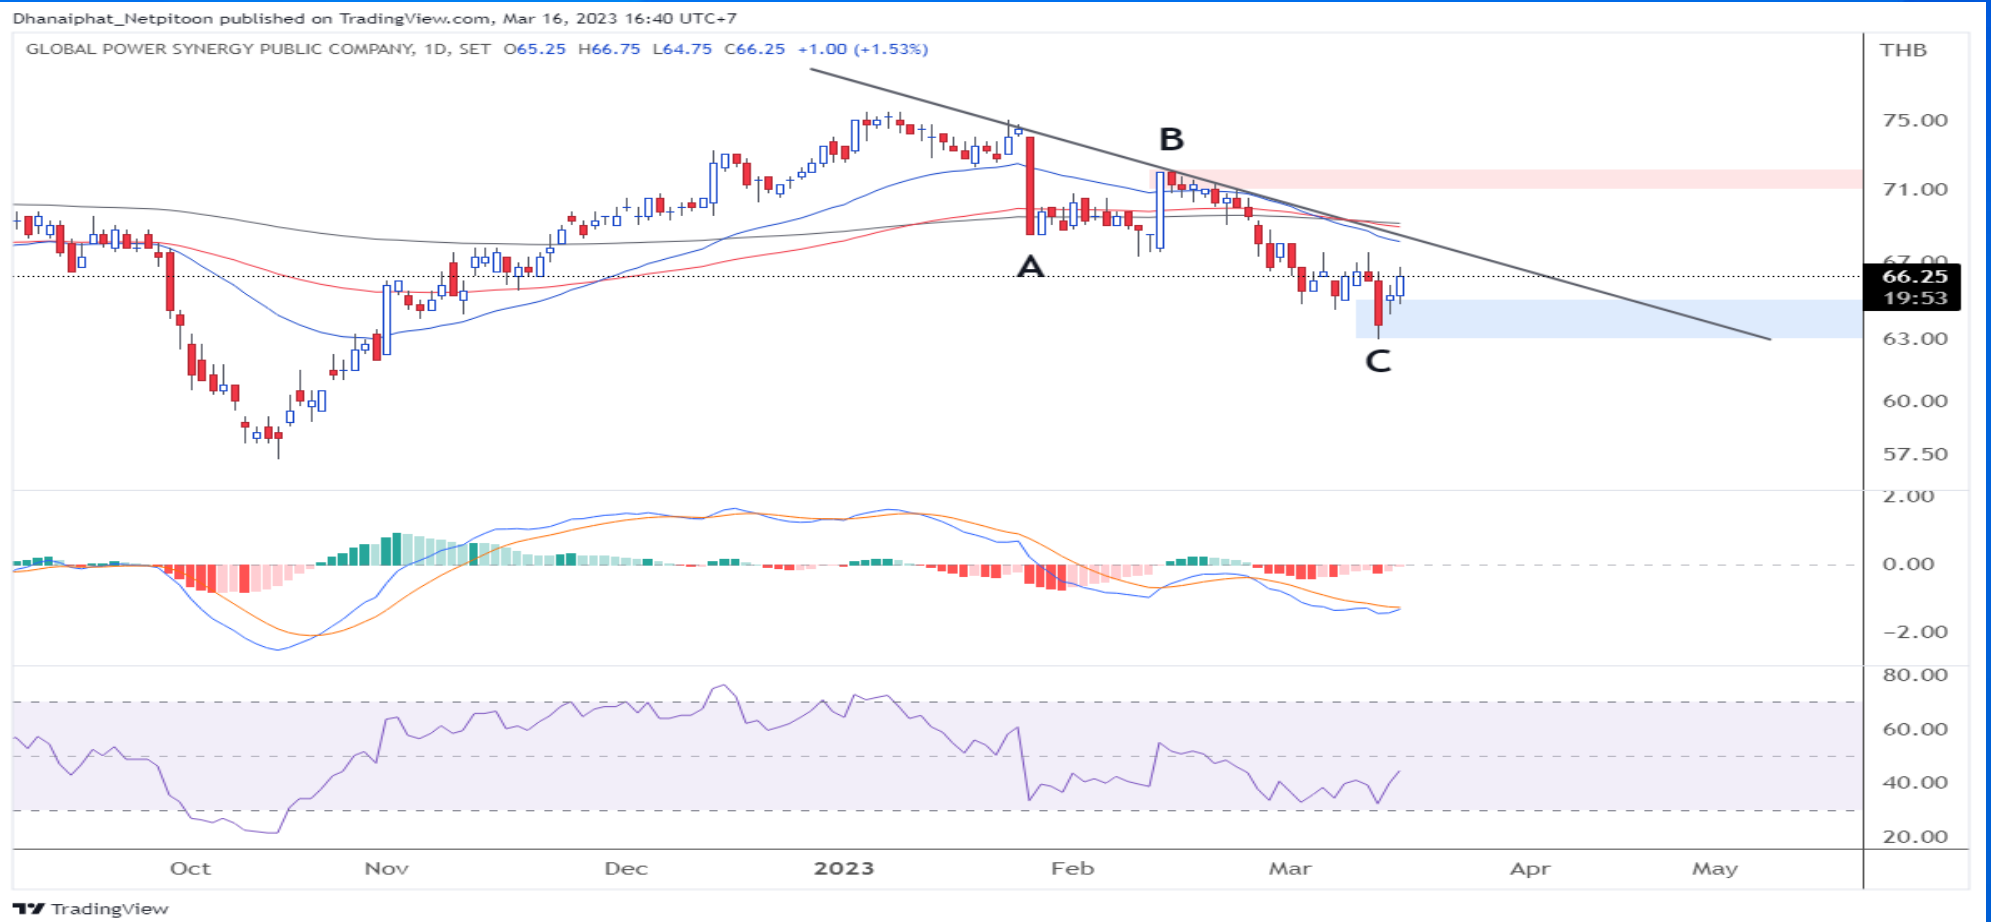 Dhanaiphat_Netpitoon published on TradingView.com, Mar 16, 2023 16:40 UTC+7
GLOBAL POWER SYNERGY PUBLIC COMPANY, 1D, SET O65.25 H66.75 L64.75 C66.25 +1.00 (+1.53%)
THB
75.00
B
71.00
67.00
A
66.25
19:53
63.00
C
60.00
57.50
2.00
0.00
−2.00
80.00
60.00
40.00
20.00
Oct Nov Dec 2023 Feb Mar Apr May
TradingView